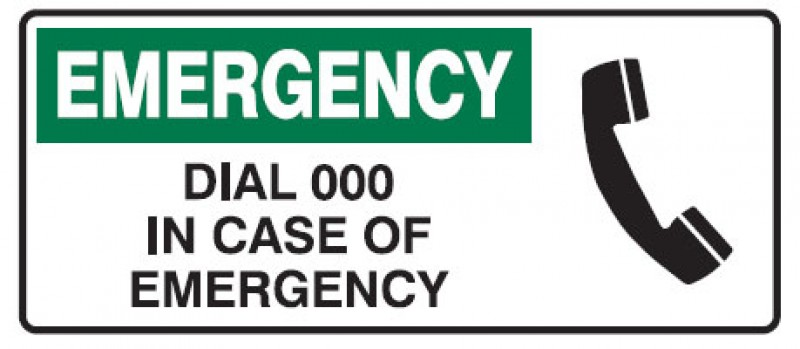 EMERGENCY
DIAL 000
IN CASE OF
EMERGENCY